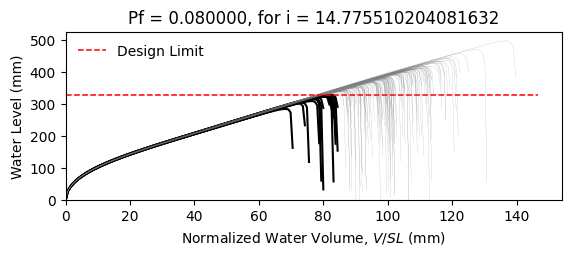 Pf = 0.080000, for i = 14.775510204081632
Design Limit
Water Level (mm)
500
400
300
200
100
0
0 20 40 60 80 100 120 140
Normalized Water Volume, V/SL (mm)